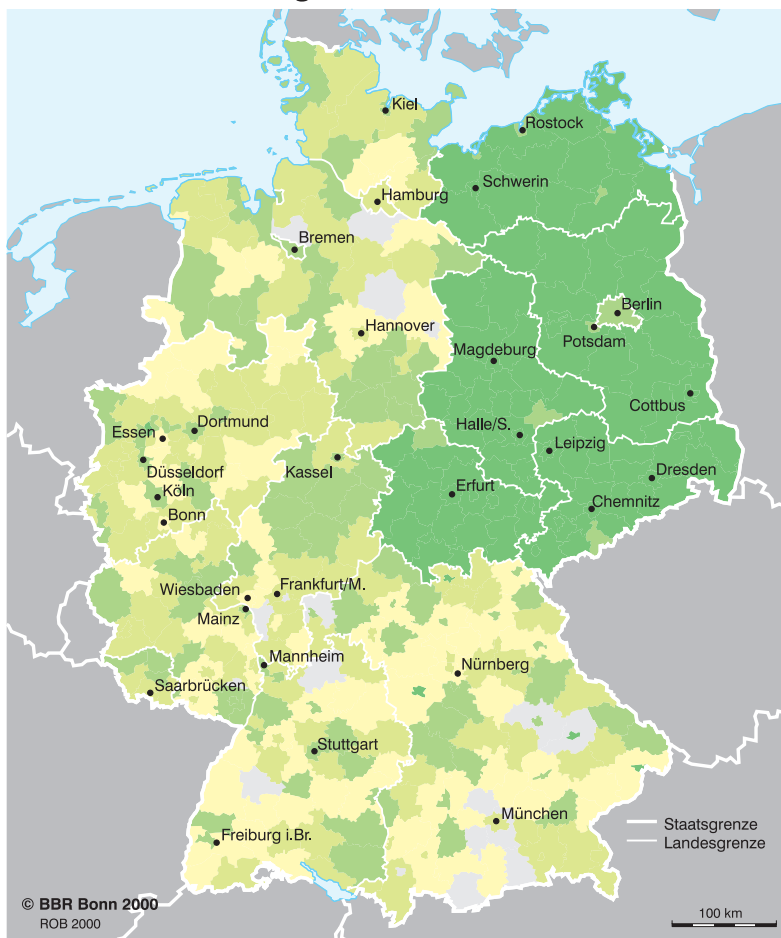 Kiel
Rostock
Schwerin
Hamburg
Bremen
Berlin
Hannover
Potsdam
Magdeburg
Cottbus
Dortmund
Essen
Halle/S.
Leipzig
Düsseldorf
Kassel
Dresden
Köln
Erfurt
Chemnitz
Bonn
Wiesbaden
Frankfurt/M.
Mainz
Mannheim
Nürnberg
Saarbrücken
Stuttgart
München
Staatsgrenze
Freiburg i.Br.
Landesgrenze
© BBR Bonn 2000
ROB 2000
100 km